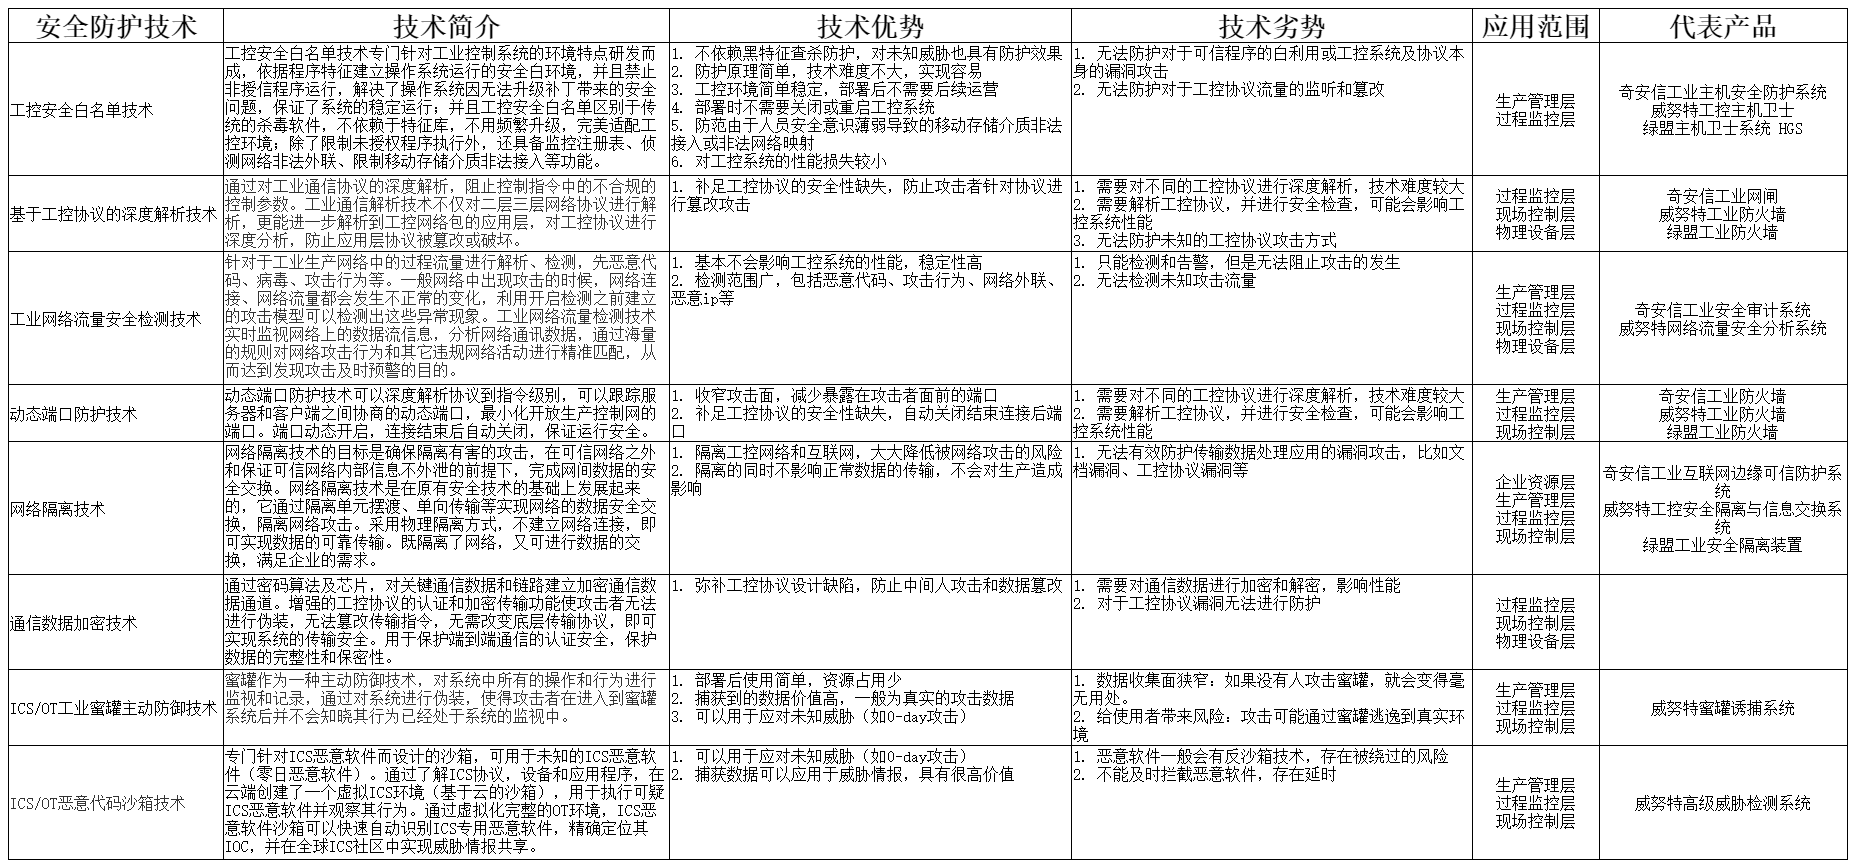 安全防护技术
技术简介
技术优势
技术劣势
应用范围
代表产品
工控安全白名单技术
工控安全白名单技术专门针对工业控制系统的环境特点研发而
成，依据程序特征建立操作系统运行的安全白环境，并且禁止
非授信程序运行，解决了操作系统因无法升级补丁带来的安全
问题，保证了系统的稳定运行；并且工控安全白名单区别于传
统的杀毒软件，不依赖于特征库，不用频繁升级，完美适配工
控环境；除了限制未授权程序执行外，还具备监控注册表、侦
测网络非法外联、限制移动存储介质非法接入等功能。
1. 不依赖黑特征查杀防护，对未知威胁也具有防护效果
2. 防护原理简单，技术难度不大，实现容易
3. 工控环境简单稳定，部署后不需要后续运营
4. 部署时不需要关闭或重启工控系统
5. 防范由于人员安全意识薄弱导致的移动存储介质非法
接入或非法网络映射
6. 对工控系统的性能损失较小
1. 无法防护对于可信程序的白利用或工控系统及协议本
身的漏洞攻击
2. 无法防护对于工控协议流量的监听和篡改
生产管理层
过程监控层
奇安信工业主机安全防护系统
威努特工控主机卫士
绿盟主机卫士系统 HGS
基于工控协议的深度解析技术
通过对工业通信协议的深度解析，阻止控制指令中的不合规的
控制参数。工业通信解析技术不仅对二层三层网络协议进行解
析，更能进一步解析到工控网络包的应用层，对工控协议进行
深度分析，防止应用层协议被篡改或破坏。
1. 补足工控协议的安全性缺失，防止攻击者针对协议进
行篡改攻击
1. 需要对不同的工控协议进行深度解析，技术难度较大
2. 需要解析工控协议，并进行安全检查，可能会影响工
控系统性能
3. 无法防护未知的工控协议攻击方式
过程监控层
现场控制层
物理设备层
奇安信工业网闸
威努特工业防火墙
绿盟工业防火墙
工业网络流量安全检测技术
针对于工业生产网络中的过程流量进行解析、检测，先恶意代
码、病毒、攻击行为等。一般网络中出现攻击的时候，网络连
接、网络流量都会发生不正常的变化，利用开启检测之前建立
的攻击模型可以检测出这些异常现象。工业网络流量检测技术
实时监视网络上的数据流信息，分析网络通讯数据，通过海量
的规则对网络攻击行为和其它违规网络活动进行精准匹配，从
而达到发现攻击及时预警的目的。
1. 基本不会影响工控系统的性能，稳定性高
2. 检测范围广，包括恶意代码、攻击行为、网络外联、
恶意ip等
1. 只能检测和告警，但是无法阻止攻击的发生
2. 无法检测未知攻击流量
生产管理层
过程监控层
现场控制层
物理设备层
奇安信工业安全审计系统
威努特网络流量安全分析系统
动态端口防护技术
动态端口防护技术可以深度解析协议到指令级别，可以跟踪服
务器和客户端之间协商的动态端口，最小化开放生产控制网的
端口。端口动态开启，连接结束后自动关闭，保证运行安全。
1. 收窄攻击面，减少暴露在攻击者面前的端口
2. 补足工控协议的安全性缺失，自动关闭结束连接后端
口
1. 需要对不同的工控协议进行深度解析，技术难度较大
2. 需要解析工控协议，并进行安全检查，可能会影响工
控系统性能
生产管理层
过程监控层
现场控制层
奇安信工业防火墙
威努特工业防火墙
绿盟工业防火墙
网络隔离技术
网络隔离技术的目标是确保隔离有害的攻击，在可信网络之外
和保证可信网络内部信息不外泄的前提下，完成网间数据的安
全交换。网络隔离技术是在原有安全技术的基础上发展起来
的，它通过隔离单元摆渡、单向传输等实现网络的数据安全交
换，隔离网络攻击。采用物理隔离方式，不建立网络连接，即
可实现数据的可靠传输。既隔离了网络，又可进行数据的交
换，满足企业的需求。
1. 隔离工控网络和互联网，大大降低被网络攻击的风险
2. 隔离的同时不影响正常数据的传输，不会对生产造成
影响
1. 无法有效防护传输数据处理应用的漏洞攻击，比如文
档漏洞、工控协议漏洞等
企业资源层
生产管理层
过程监控层
现场控制层
奇安信工业互联网边缘可信防护系
统
威努特工控安全隔离与信息交换系
统
绿盟工业安全隔离装置
通信数据加密技术
通过密码算法及芯片，对关键通信数据和链路建立加密通信数
据通道。增强的工控协议的认证和加密传输功能使攻击者无法
进行伪装，无法篡改传输指令，无需改变底层传输协议，即可
实现系统的传输安全。用于保护端到端通信的认证安全，保护
数据的完整性和保密性。
1. 弥补工控协议设计缺陷，防止中间人攻击和数据篡改
1. 需要对通信数据进行加密和解密，影响性能
2. 对于工控协议漏洞无法进行防护
过程监控层
现场控制层
物理设备层
ICS/OT工业蜜罐主动防御技术
蜜罐作为一种主动防御技术，对系统中所有的操作和行为进行
监视和记录，通过对系统进行伪装，使得攻击者在进入到蜜罐
系统后并不会知晓其行为已经处于系统的监视中。
1. 部署后使用简单，资源占用少
2. 捕获到的数据价值高，一般为真实的攻击数据
3. 可以用于应对未知威胁（如0-day攻击）
1. 数据收集面狭窄：如果没有人攻击蜜罐，就会变得毫
无用处。
2. 给使用者带来风险：攻击可能通过蜜罐逃逸到真实环
境
生产管理层
过程监控层
现场控制层
威努特蜜罐诱捕系统
ICS/OT恶意代码沙箱技术
专门针对ICS恶意软件而设计的沙箱，可用于未知的ICS恶意软
件（零日恶意软件）。通过了解ICS协议，设备和应用程序，在
云端创建了一个虚拟ICS环境（基于云的沙箱），用于执行可疑
ICS恶意软件并观察其行为。通过虚拟化完整的OT环境，ICS恶
意软件沙箱可以快速自动识别ICS专用恶意软件，精确定位其
IOC，并在全球ICS社区中实现威胁情报共享。
1. 可以用于应对未知威胁（如0-day攻击）
2. 捕获数据可以应用于威胁情报，具有很高价值
1. 恶意软件一般会有反沙箱技术，存在被绕过的风险
2. 不能及时拦截恶意软件，存在延时
生产管理层
过程监控层
现场控制层
威努特高级威胁检测系统